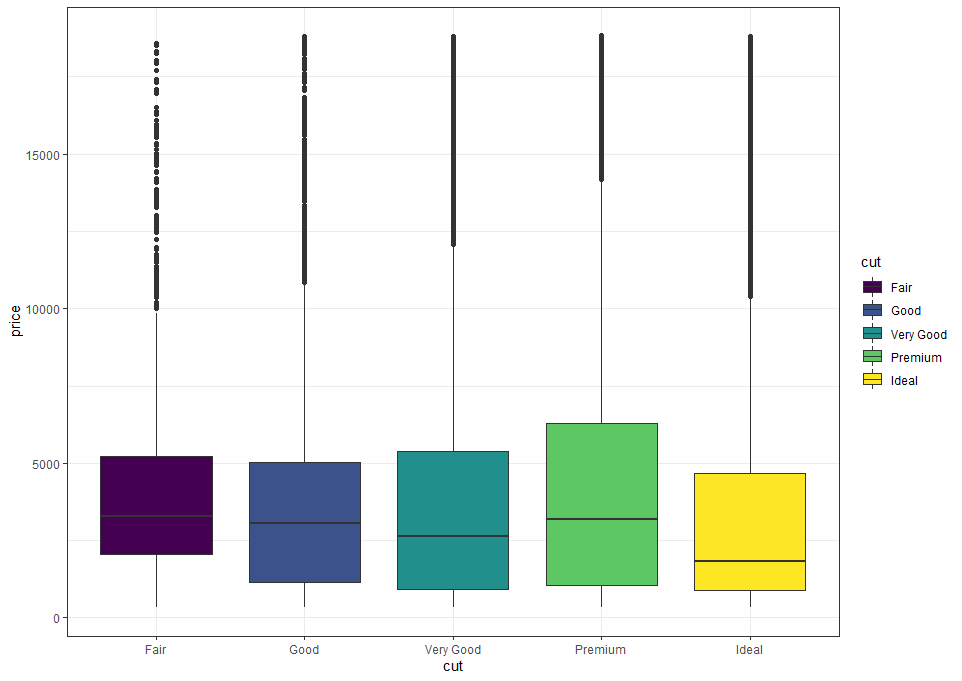 price
15000
10000
5000
0
Fair
Good
Very Good
Premium
Ideal
cut
cut
Fair
Good
Very Good
Premium
Ideal